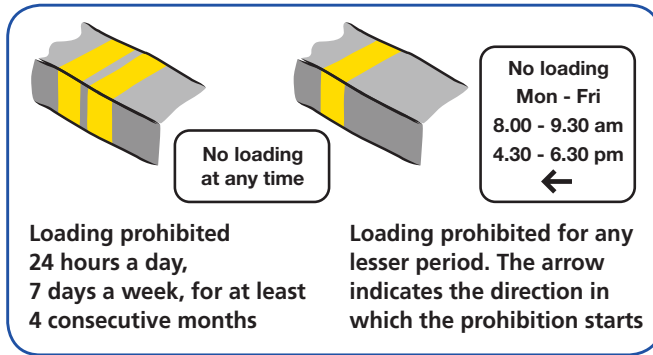 No loading
at any time
No loading
Mon - Fri
8.00 - 9.30 am
4.30 - 6.30 pm
←
Loading prohibited
24 hours a day,
7 days a week, for at least
4 consecutive months
Loading prohibited for any
lesser period. The arrow
indicates the direction in
which the prohibition starts